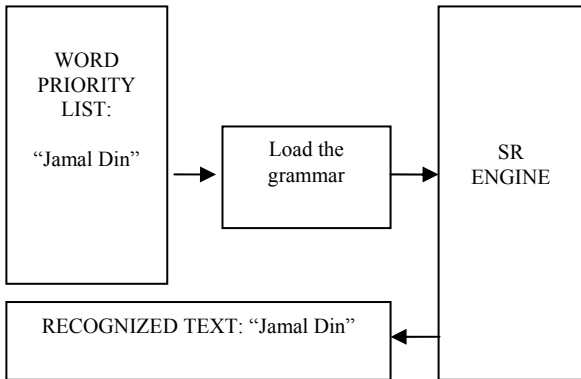 WORD
PRIORITY
LIST:
“Jamal Din”
Load the
grammar
SR
ENGINE
RECOGNIZED TEXT: “Jamal Din”